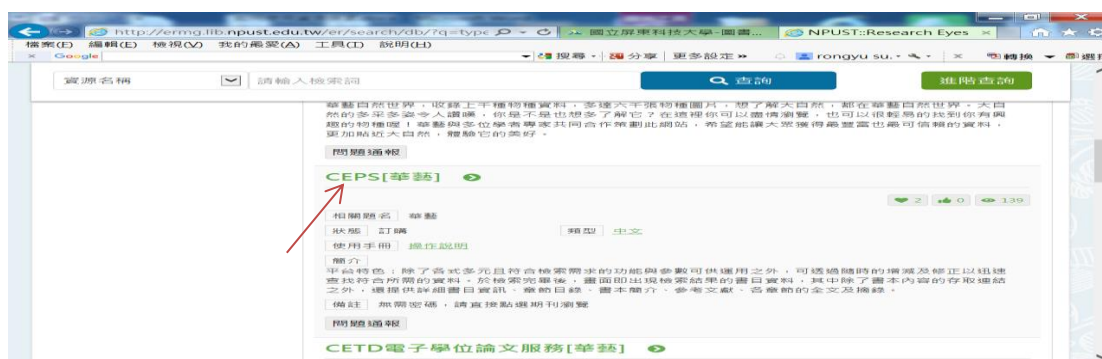 http://ermg.lib.npust.edu.tw/er/search/db/?q=type
國立屏東科技大學-圖書...
NPUST::Research Eyes
檔案(E) 編輯(E) 檢視(V) 我的最愛(A) 工具(T) 說明(H)
Google 搜尋 分享 更多設定 » rongyu su. 轉換 選擇
資源名稱 請輸入檢索詞 查詢 進階查詢
華藝自然世界，收錄上千種物種資料，多達六千張物種圖片，想了解大自然，都在華藝自然世界。大自
然的多采多姿令人讚嘆，你是不是也想多了解它？在這裡你可以盡情瀏覽，也可以很輕易的找到你有興
趣的物種喔！華藝與多位學者專家共同合作策劃此網站，希望能讓大眾獲得最豐富也最可信賴的資料，
更加貼近大自然，體驗它的美好。
問題通報
CEPS[華藝]
2 0 139
相關題名 華藝
狀態 訂購 類型 中文
使用手冊 操作說明
簡介
平台特色：除了各式多元且符合檢索需求的功能與參數可供運用之外，可透過隨時的增減及修正以迅速
查找符合所需的資料。於檢索完畢後，畫面即出現檢索結果的書目資料，其中除了書本內容的存取連結
之外，還提供詳細書目資訊、章節目錄、書本簡介、參考文獻、各章節的全文及摘錄。
備註 無需密碼，請直接點選期刊瀏覽
問題通報
CETD電子學位論文服務[華藝]